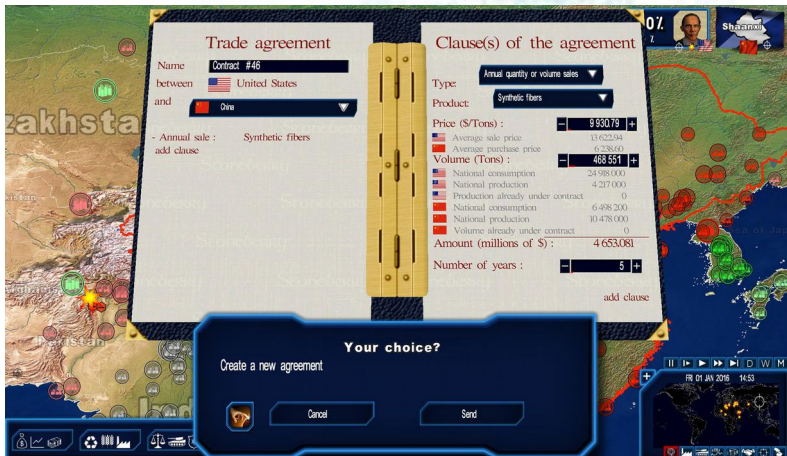 Trade agreement
Name Contract #46
between United States
and China
- Annual sale : Synthetic fibers
add clause
Clause(s) of the agreement
Type: Annual quantity or volume sales
Product: Synthetic fibers
Price ($/Tons) : 9 930.79
Average sale price 13 622.94
Average purchase price 6 238.60
Volume (Tons) : 468 551
National consumption 24 918 000
National production 4 217 000
Production already under contract 0
National consumption 6 498 200
National production 10 478 000
Volume already under contract 0
Amount (millions of $) : 4 653.081
Number of years : 5
add clause
Your choice?
Create a new agreement
Cancel
Send
zakhsta
Pakistan
Shaanxi
D W M
FRI 01 JAN 2016 14:53